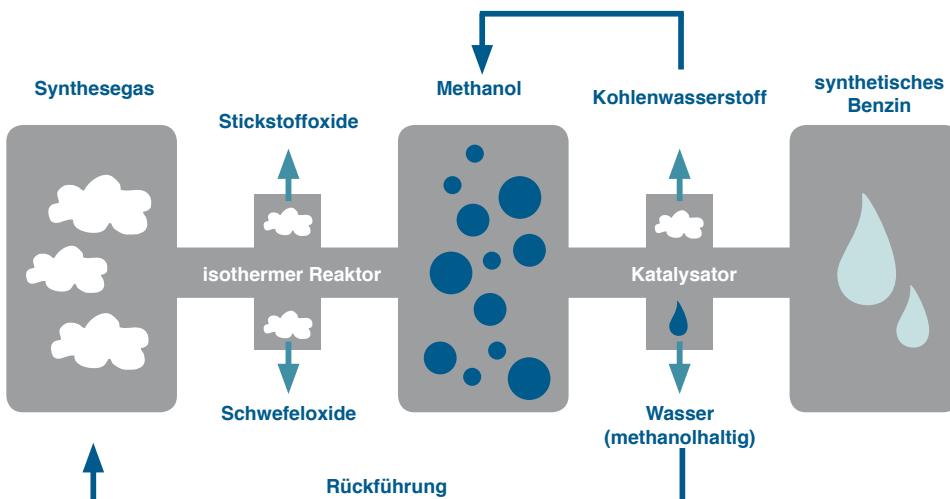 Synthesegas
Stickstoffoxide
isothermer Reaktor
Schwefeloxide
Methanol
Kohlenwasserstoff
Katalysator
Wasser
(methanolhaltig)
synthetisches
Benzin
Rückführung